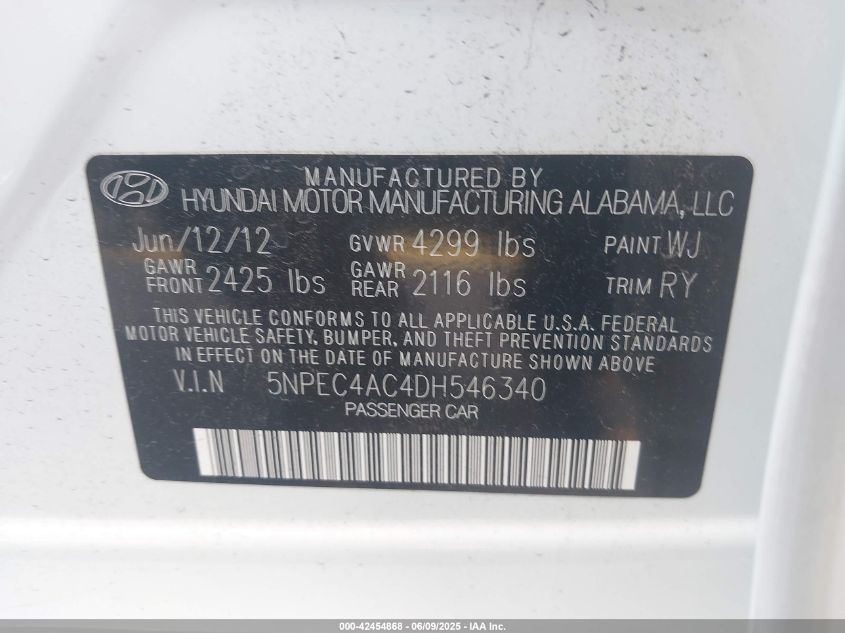 MANUFACTURED BY
HYUNDAI MOTOR MANUFACTURING ALABAMA, LLC
Jun/12/12 GVWR 4299 lbs PAINT WJ
GAWR FRONT 2425 lbs GAWR REAR 2116 lbs TRIM RY
THIS VEHICLE CONFORMS TO ALL APPLICABLE U.S.A. FEDERAL
MOTOR VEHICLE SAFETY, BUMPER, AND THEFT PREVENTION STANDARDS
IN EFFECT ON THE DATE OF MANUFACTURE SHOWN ABOVE
V.I.N 5NPEC4AC4DH546340
PASSENGER CAR
000-42454868 - 06/09/2025 - IAA Inc.